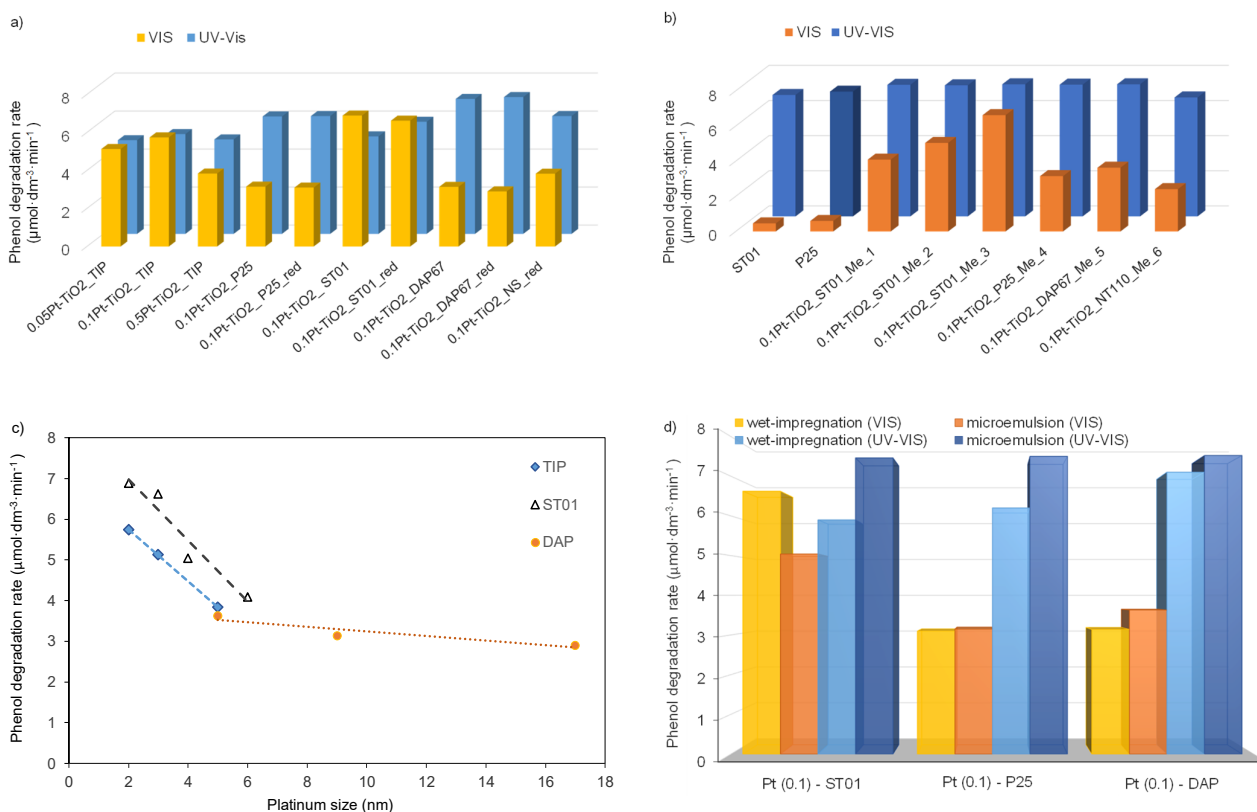 a)
VIS UV-Vis
Phenol degradation rate
(µmol·dm⁻³·min⁻¹ )
8
6
4
2
0
0.05Pt-TiO2_TIP
0.1Pt-TiO2_TIP
0.5Pt-TiO2_TIP
0.1Pt-TiO2_P25
0.1Pt-TiO2_P25_red
0.1Pt-TiO2_ST01
0.1Pt-TiO2_ST01_red
0.1Pt-TiO2_DAP67
0.1Pt-TiO2_DAP67_red
0.1Pt-TiO2_NS_red
b)
VIS UV-VIS
Phenol degradation rate
(µmol·dm⁻³·min⁻¹ )
8
6
4
2
0
ST01
P25
0.1Pt-TiO2_ST01_Me_1
0.1Pt-TiO2_ST01_Me_2
0.1Pt-TiO2_ST01_Me_3
0.1Pt-TiO2_P25_Me_4
0.1Pt-TiO2_DAP67_Me_5
0.1Pt-TiO2_NT110_Me_6
c)
Phenol degradation rate (µmol·dm⁻³·min⁻¹)
8
7
6
5
4
3
2
1
0
TIP
ST01
DAP
0 2 4 6 8 10 12 14 16 18
Platinum size (nm)
d)
wet-impregnation (VIS) microemulsion (VIS)
wet-impregnation (UV-VIS) microemulsion (UV-VIS)
Phenol degradation rate (µmol·dm⁻³·min⁻¹)
8
7
6
5
4
3
2
1
0
Pt (0.1) - ST01 Pt (0.1) - P25 Pt (0.1) - DAP